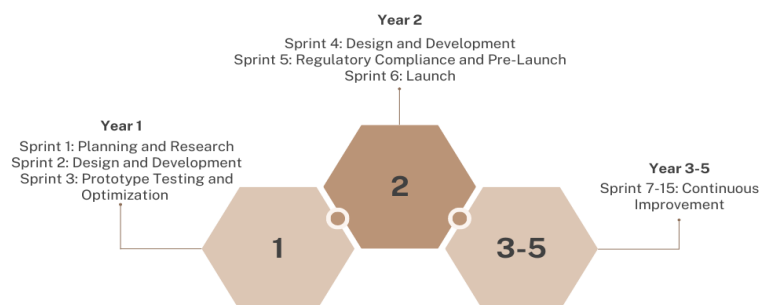 Year 2
Sprint 4: Design and Development
Sprint 5: Regulatory Compliance and Pre-Launch
Sprint 6: Launch
Year 1
Sprint 1: Planning and Research
Sprint 2: Design and Development
Sprint 3: Prototype Testing and
Optimization
Year 3-5
Sprint 7-15: Continuous
Improvement
1
2
3-5